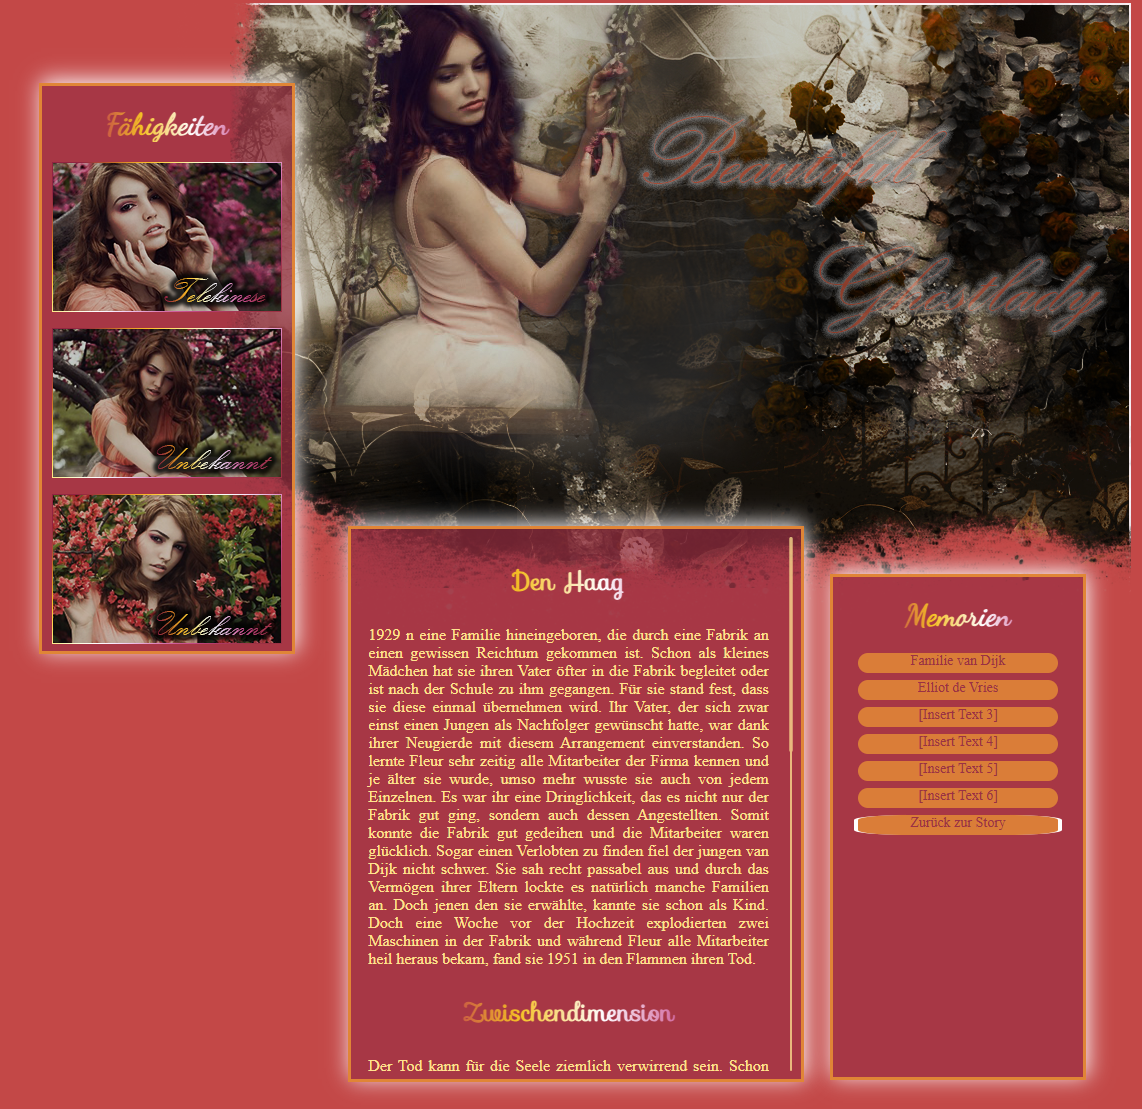 Fähigkeiten
Telekinese
Unbekannt
Unbekannt
Beautiful
Ghostlady
Den Haag
1929 n eine Familie hineingeboren, die durch eine Fabrik an
einen gewissen Reichtum gekommen ist. Schon als kleines
Mädchen hat sie ihren Vater öfter in die Fabrik begleitet oder
ist nach der Schule zu ihm gegangen. Für sie stand fest, dass
sie diese einmal übernehmen wird. Ihr Vater, der sich zwar
einst einen Jungen als Nachfolger gewünscht hatte, war dank
ihrer Neugierde mit diesem Arrangement einverstanden. So
lernte Fleur sehr zeitig alle Mitarbeiter der Firma kennen und
je älter sie wurde, umso mehr wusste sie auch von jedem
Einzelnen. Es war ihr eine Dringlichkeit, das es nicht nur der
Fabrik gut ging, sondern auch dessen Angestellten. Somit
konnte die Fabrik gut gedeihen und die Mitarbeiter waren
glücklich. Sogar einen Verlobten zu finden fiel der jungen van
Dijk nicht schwer. Sie sah recht passabel aus und durch das
Vermögen ihrer Eltern lockte es natürlich manche Familien
an. Doch jenen den sie erwählte, kannte sie schon als Kind.
Doch eine Woche vor der Hochzeit explodierten zwei
Maschinen in der Fabrik und während Fleur alle Mitarbeiter
heil heraus bekam, fand sie 1951 in den Flammen ihren Tod.
Zwischendimension
Der Tod kann für die Seele ziemlich verwirrend sein. Schon
Memorien
Familie van Dijk
Elliot de Vries
[Insert Text 3]
[Insert Text 4]
[Insert Text 5]
[Insert Text 6]
Zurück zur Story